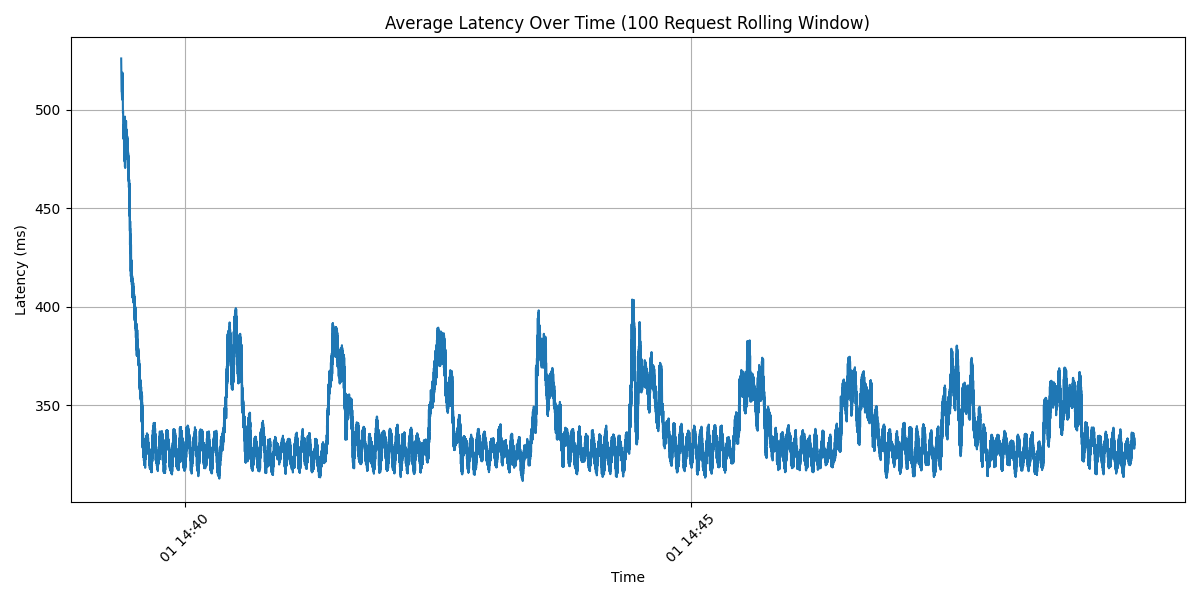 Average Latency Over Time (100 Request Rolling Window)
Latency (ms)
500
450
400
350
01 14:40
01 14:45
Time